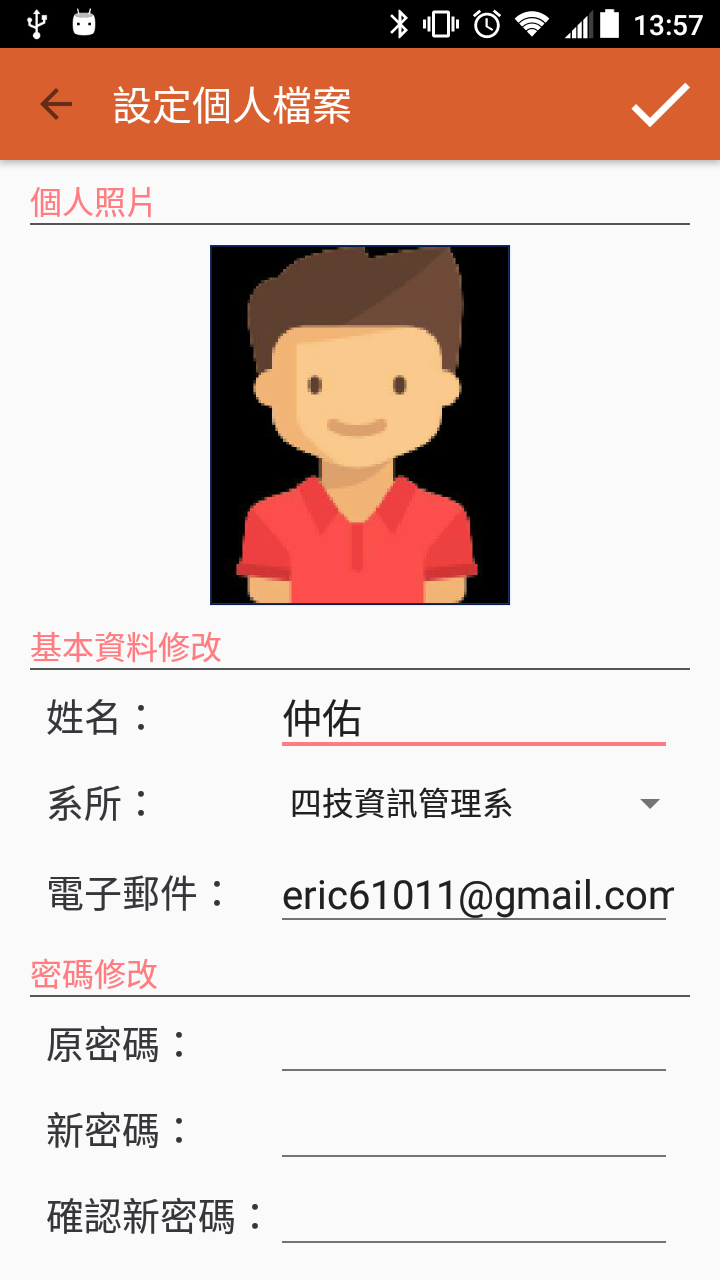 13:57
設定個人檔案
個人照片
基本資料修改
姓名： 仲佑
系所： 四技資訊管理系
電子郵件： eric61011@gmail.com
密碼修改
原密碼：
新密碼：
確認新密碼：